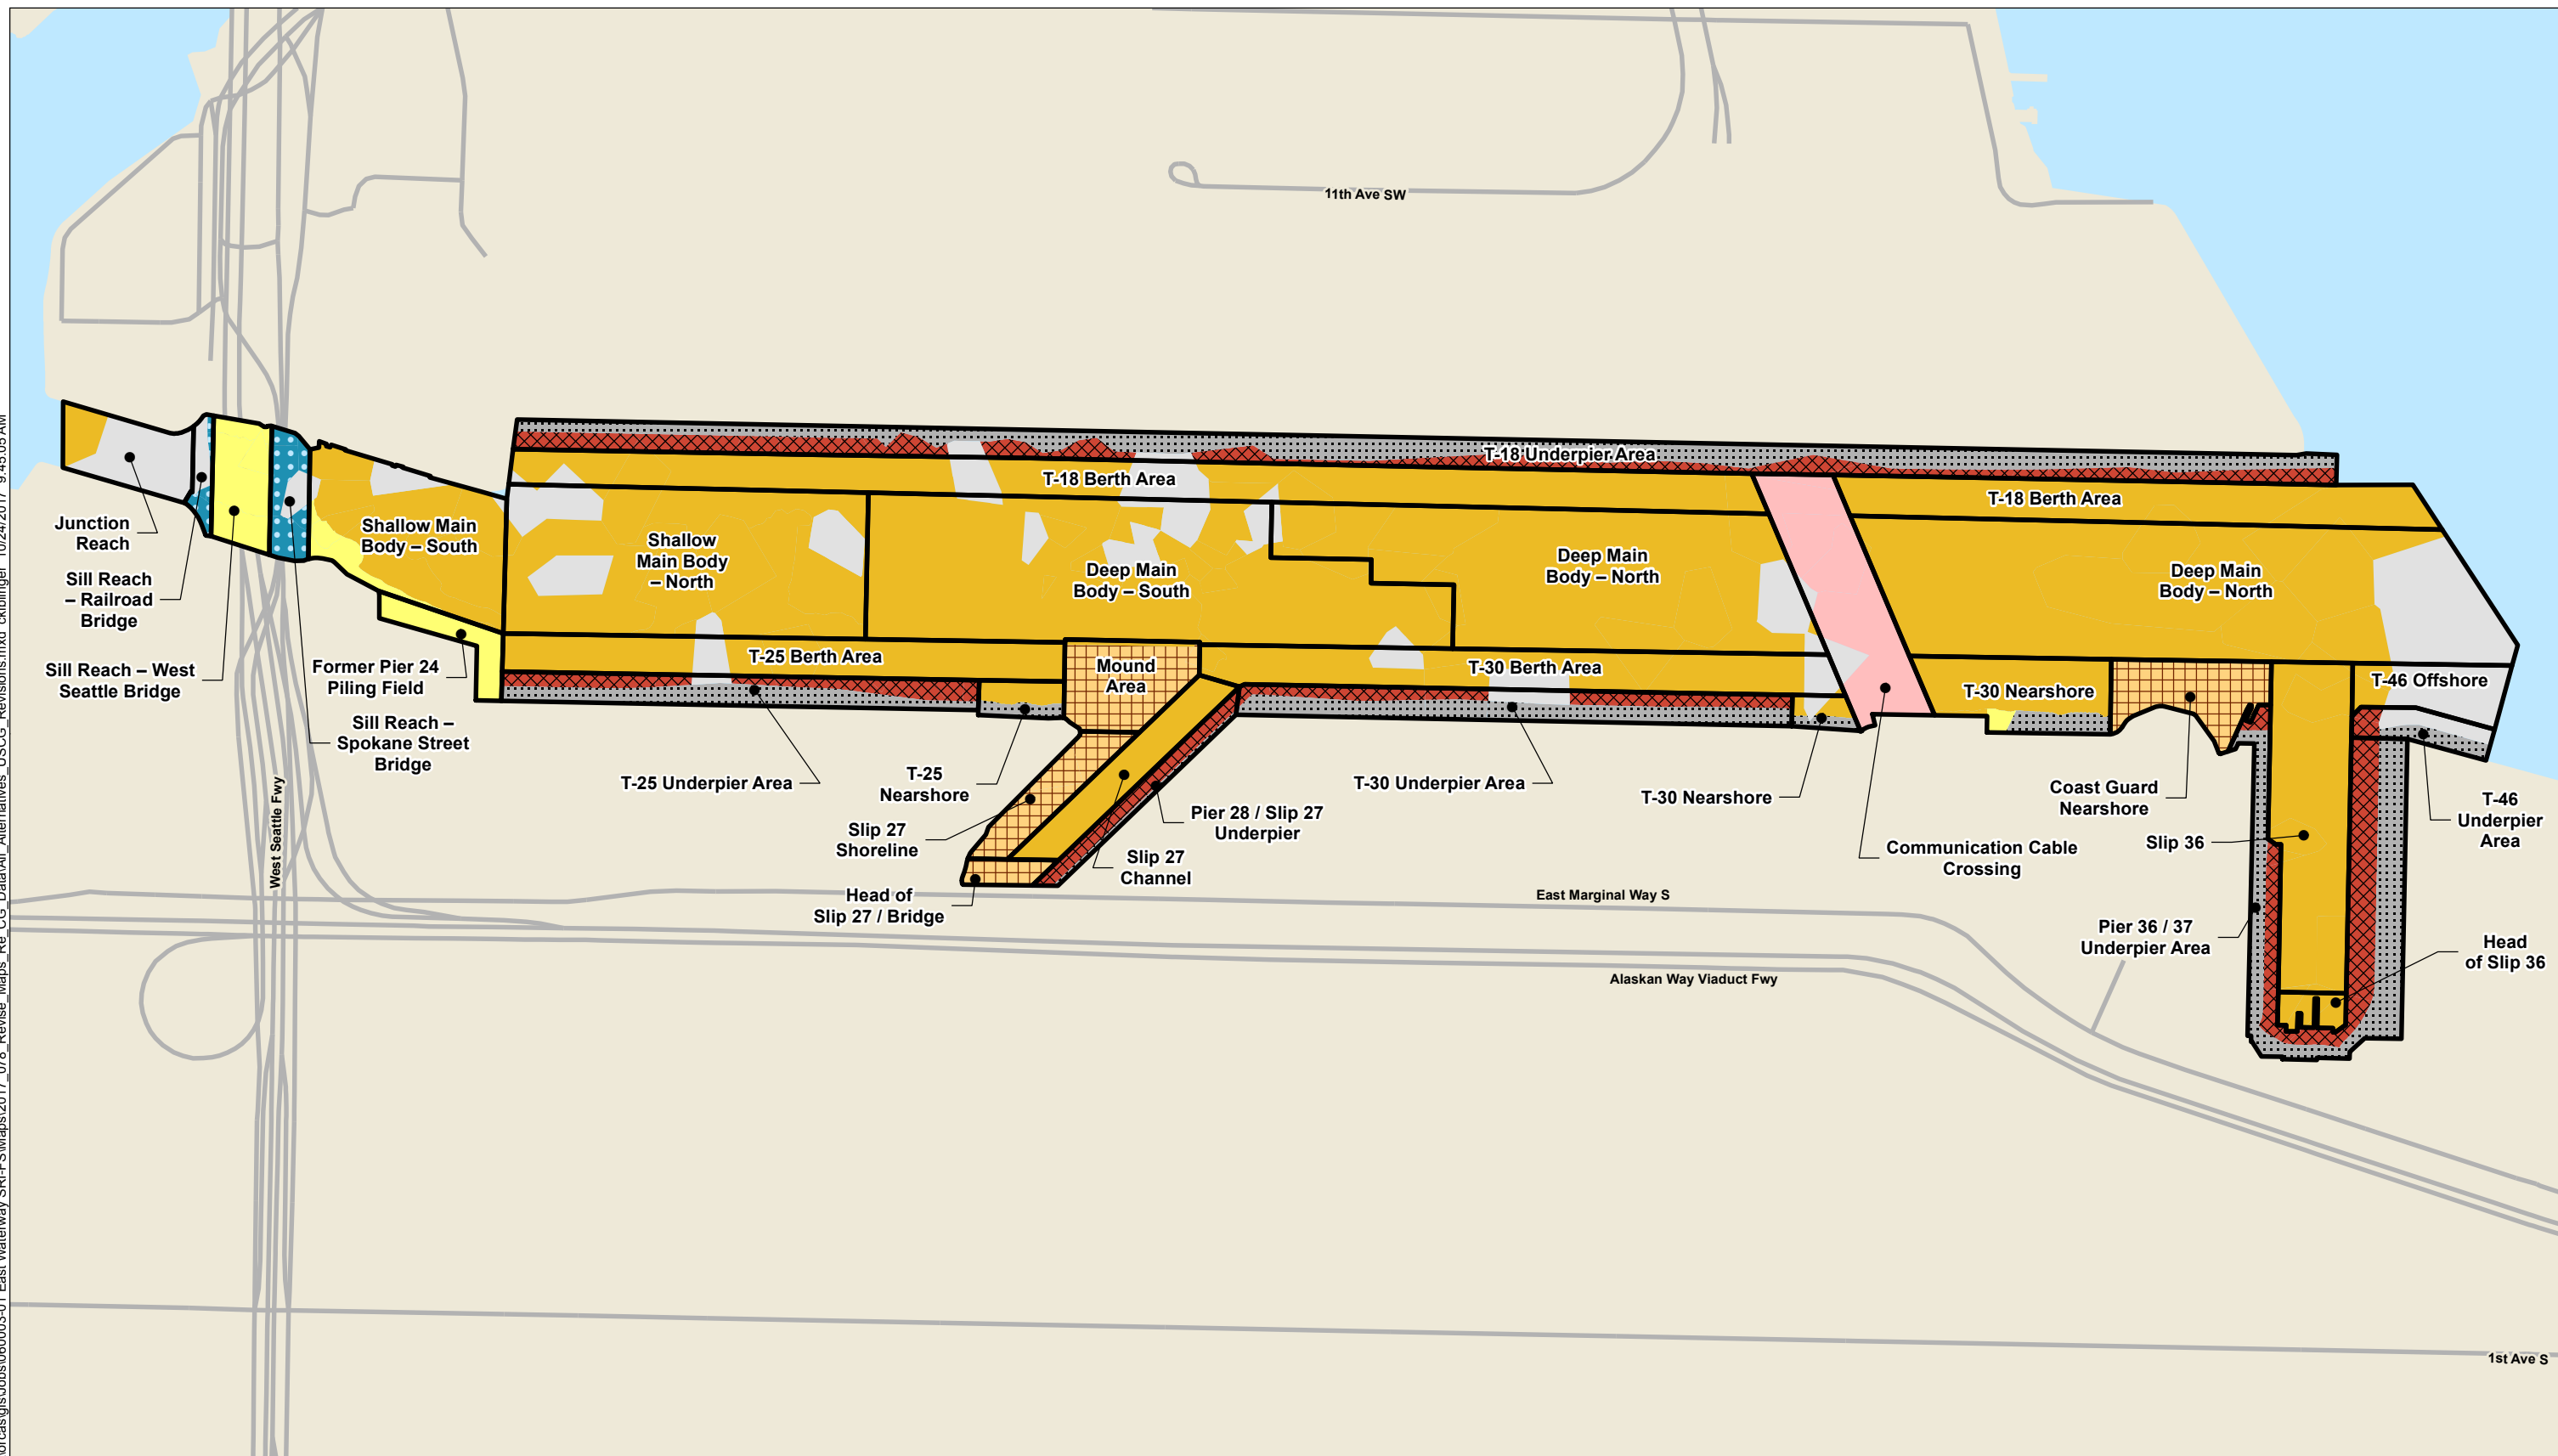 11th Ave SW
T-18 Underpier Area
T-18 Berth Area
T-18 Berth Area
Junction
Reach
Sill Reach
– Railroad
Bridge
Sill Reach – West
Seattle Bridge
Shallow Main
Body – South
Shallow
Main Body
– North
Deep Main
Body – South
Deep Main
Body – North
Deep Main
Body – North
Former Pier 24
Piling Field
Sill Reach –
Spokane Street
Bridge
T-25 Berth Area
Mound
Area
T-30 Berth Area
T-30 Nearshore
T-46 Offshore
T-25 Underpier Area
T-25
Nearshore
Slip 27
Shoreline
Head of
Slip 27 / Bridge
Pier 28 / Slip 27
Underpier
Slip 27
Channel
T-30 Underpier Area
T-30 Nearshore
Communication Cable
Crossing
Coast Guard
Nearshore
Slip 36
T-46
Underpier
Area
Pier 36 / 37
Underpier Area
Head
of Slip 36
West Seattle Fwy
East Marginal Way S
Alaskan Way Viaduct Fwy
1st Ave S